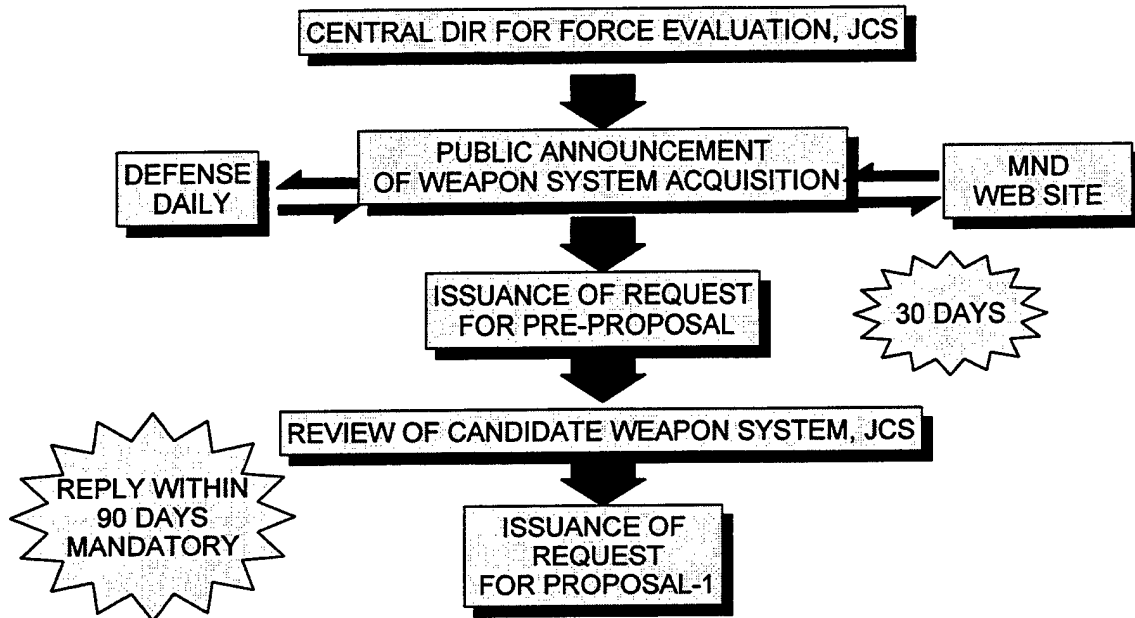 CENTRAL DIR FOR FORCE EVALUATION, JCS
DEFENSE
DAILY
PUBLIC ANNOUNCEMENT
OF WEAPON SYSTEM ACQUISITION
MND
WEB SITE
ISSUANCE OF REQUEST
FOR PRE-PROPOSAL
30 DAYS
REVIEW OF CANDIDATE WEAPON SYSTEM, JCS
REPLY WITHIN
90 DAYS
MANDATORY
ISSUANCE OF
REQUEST
FOR PROPOSAL-1